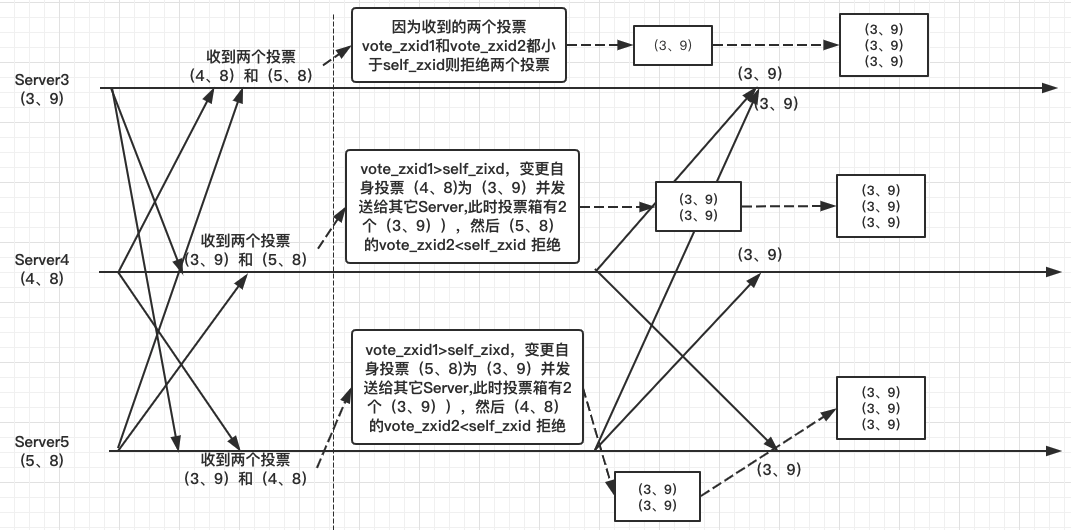 因为收到的两个投票
vote_zxid1和vote_zxid2都小
于self_zxid则拒绝两个投票
收到两个投票
（4、8）和（5、8）
（3、9）
（3、9）
（3、9）
（3、9）
Server3
（3、9）
（3、9）
（3、9）
vote_zxid1>self_zixd，变更自
身投票（4、8)为（3、9）并发
送给其它Server,此时投票箱有2
个（3、9）），然后（5、8）
的vote_zxid2<self_zxid 拒绝
（3、9）
（3、9）
（3、9）
（3、9）
（3、9）
收到两个投票
（3、9）和（5、8）
Server4
（4、8）
（3、9）
vote_zxid1>self_zixd，变更自
身投票（5、8)为（3、9）并发
送给其它Server,此时投票箱有2
个（3、9）），然后（4、8）
的vote_zxid2<self_zxid 拒绝
（3、9）
（3、9）
（3、9）
Server5
（5、8）
收到两个投票
（3、9）和（4、8）
（3、9）
（3、9）
（3、9）